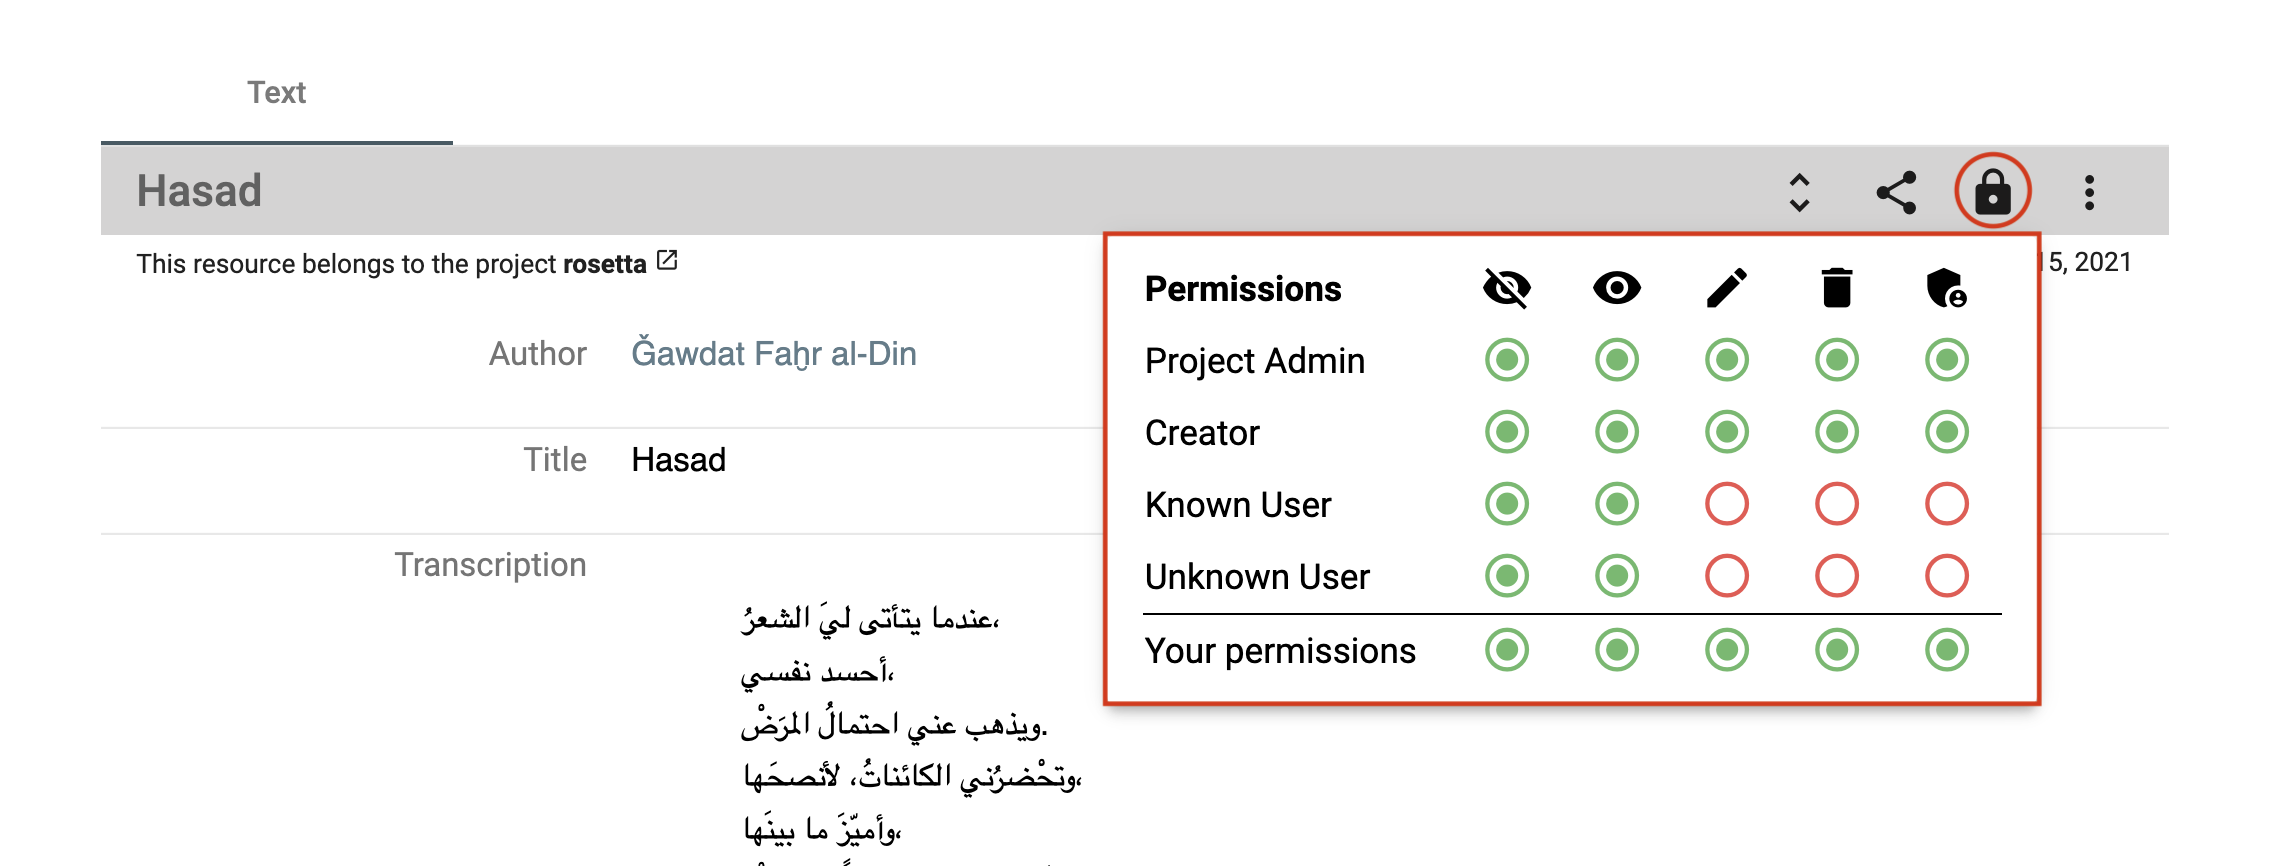 Text
Hasad
This resource belongs to the project rosetta
15, 2021
Permissions
Project Admin
Creator
Known User
Unknown User
Your permissions
Author Ǧawdat Faḫr al-Din
Title Hasad
Transcription
عندما يتأتى ليَ الشعرُ،
أحسد نفسي،
ويذهب عني احتمالُ المرَضْ.
وتحْضرُني الكائناتُ، لأنصحَها،
وأميّزَ ما بينَها،